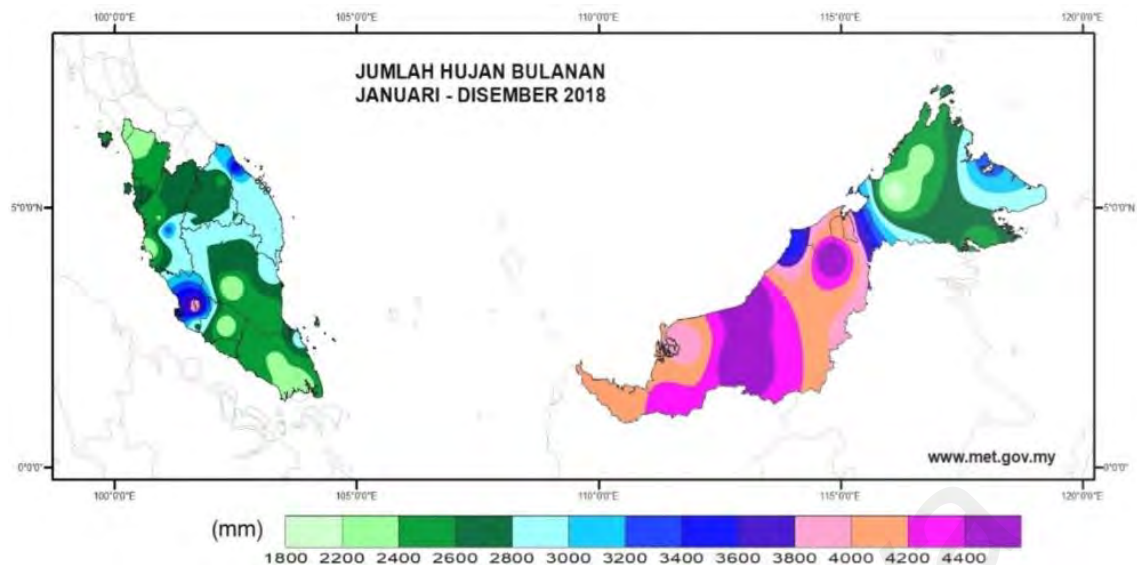 100°0'0"E 105°0'0"E 110°0'0"E 115°0'0"E 120°0'0"E
JUMLAH HUJAN BULANAN
JANUARI - DISEMBER 2018
5°0'0"N 5°0'0"N
0°0'0" 0°0'0"
www.met.gov.my
100°0'0"E 105°0'0"E 110°0'0"E 115°0'0"E 120°0'0"E
(mm)
1800 2200 2400 2600 2800 3000 3200 3400 3600 3800 4000 4200 4400